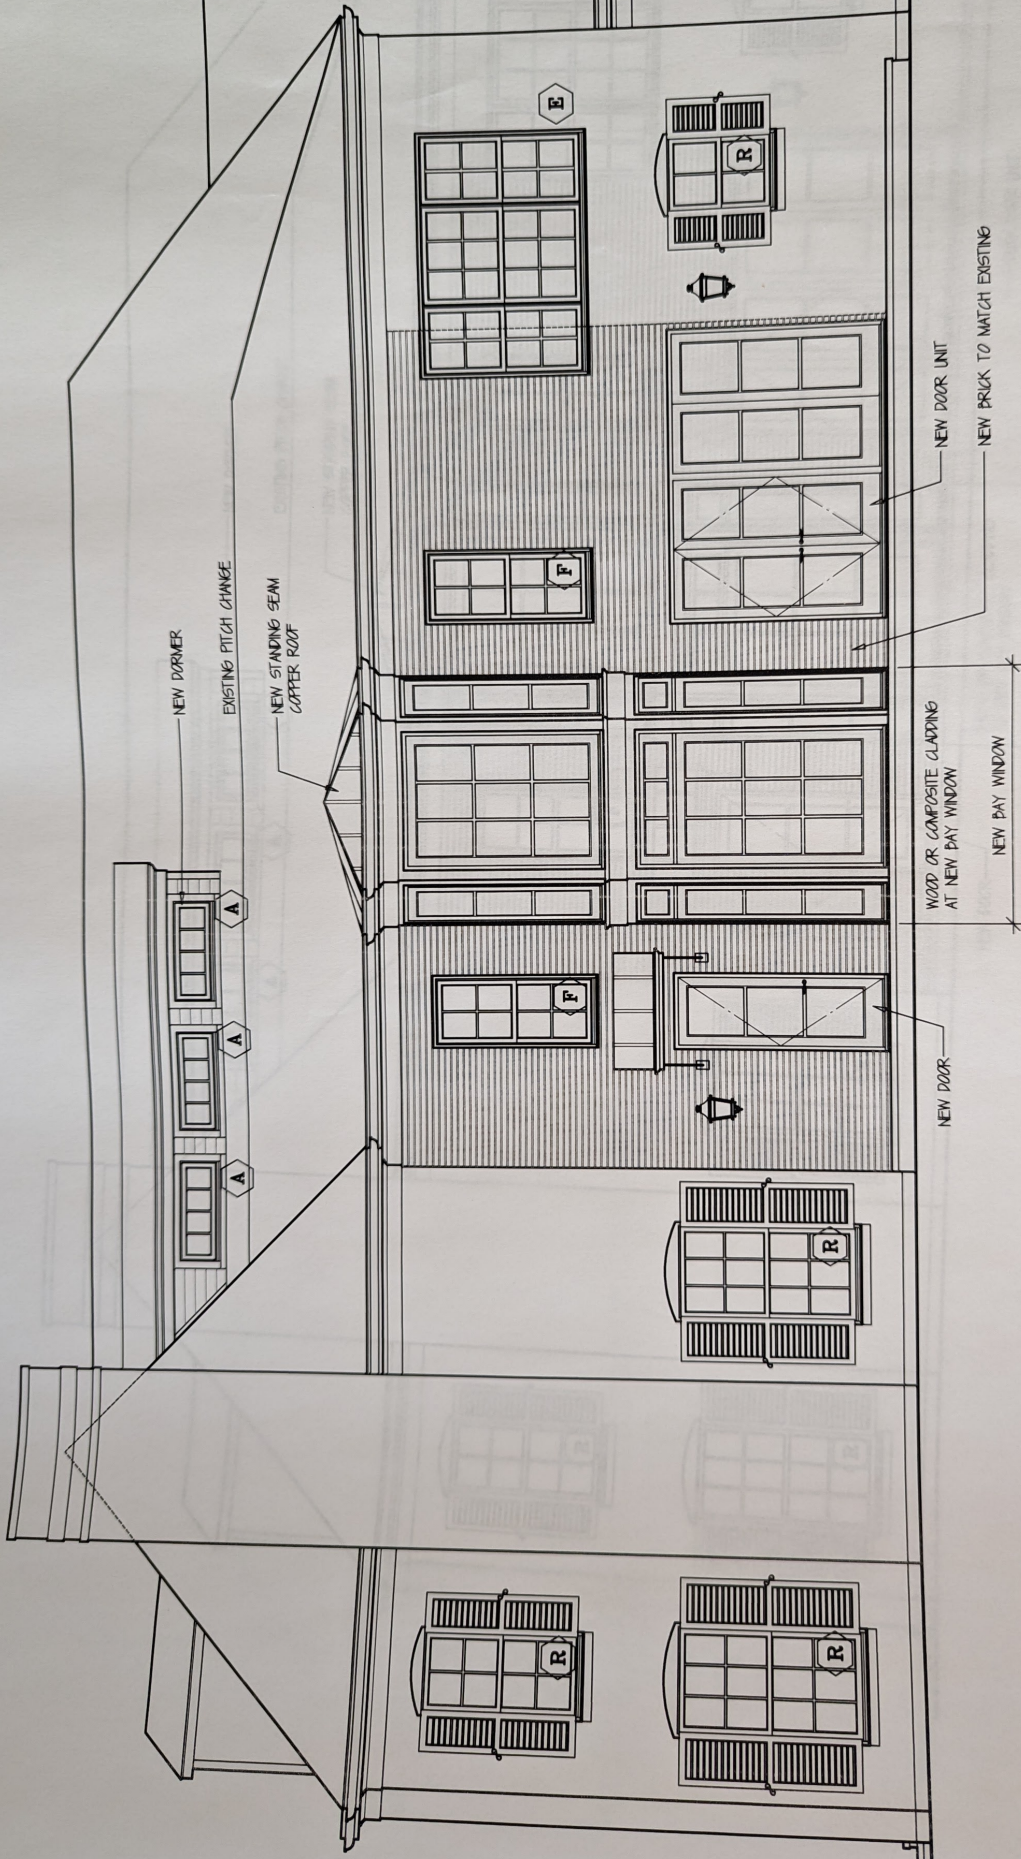 NEW DORMER
EXISTING PITCH CHANGE
NEW STANDING SEAM
COPPER ROOF
A
A
A
E
F
F
R
R
R
R
NEW DOOR
WOOD OR COMPOSITE CLADDING
AT NEW BAY WINDOW
NEW BAY WINDOW
NEW DOOR UNIT
NEW BRICK TO MATCH EXISTING